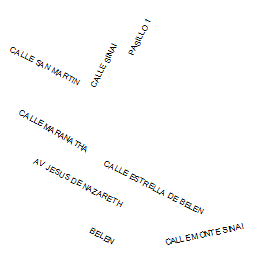 PASILLO 1
CALLE SINAI
CALLE SAN MARTIN
CALLE MARANATHA
AV JESUS DE NAZARETH
CALLE ESTRELLA DE BELEN
BELEN
CALLE MONTE SINAI